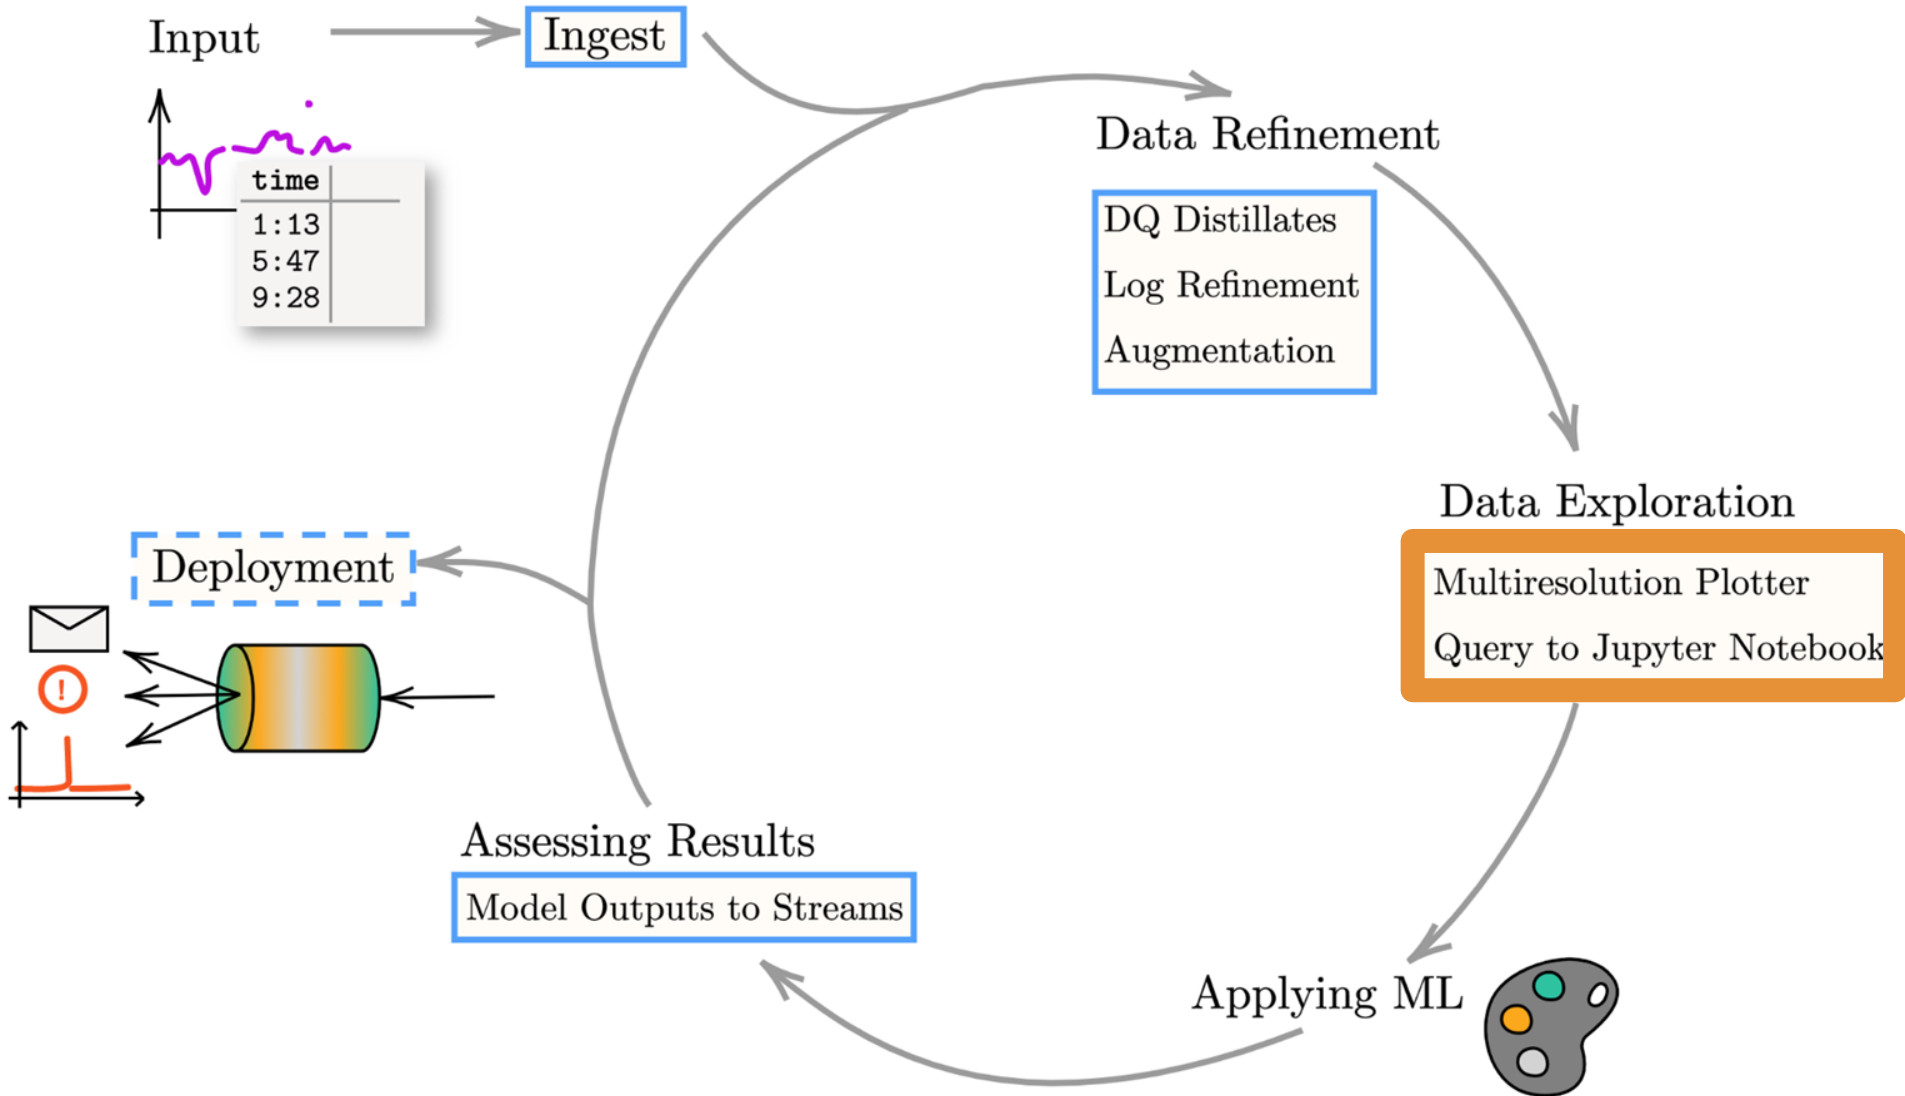 Input
Ingest
time
1:13
5:47
9:28
Data Refinement
DQ Distillates
Log Refinement
Augmentation
Data Exploration
Multiresolution Plotter
Query to Jupyter Notebook
Deployment
!
Assessing Results
Model Outputs to Streams
Applying ML